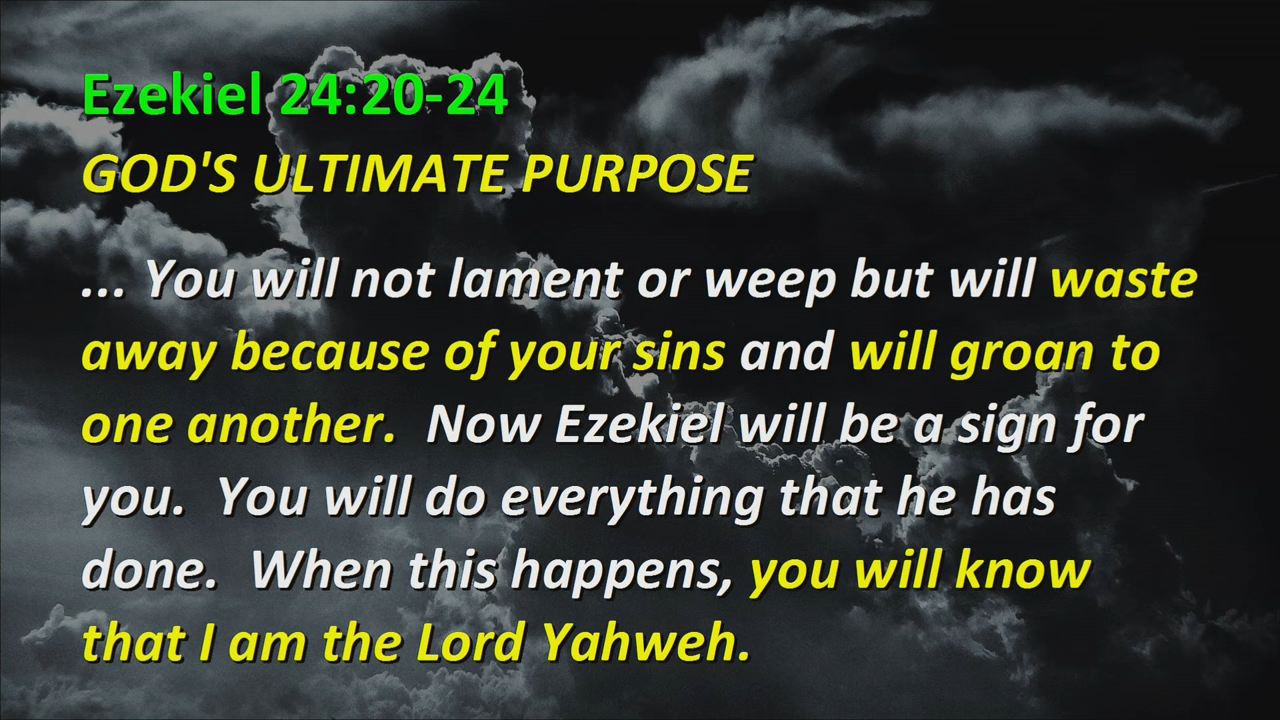 Ezekiel 24:20-24
GOD'S ULTIMATE PURPOSE
... You will not lament or weep but will waste
away because of your sins and will groan to
one another.  Now Ezekiel will be a sign for
you.  You will do everything that he has
done.  When this happens, you will know
that I am the Lord Yahweh.